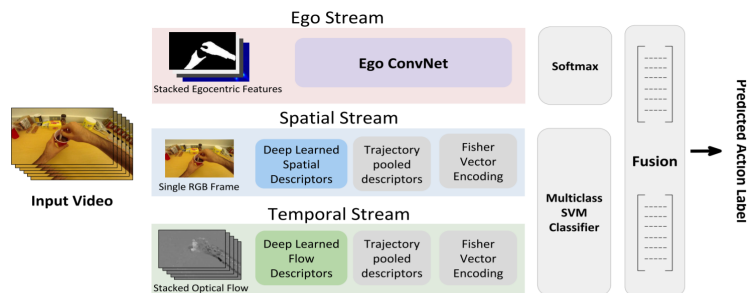 Ego Stream
Ego ConvNet
Stacked Egocentric Features
Softmax
Spatial Stream
Deep Learned
Spatial
Descriptors
Trajectory
pooled
descriptors
Fisher
Vector
Encoding
Single RGB Frame
Input Video
Temporal Stream
Deep Learned
Flow
Descriptors
Trajectory
pooled
descriptors
Fisher
Vector
Encoding
Stacked Optical Flow
Multiclass
SVM
Classifier
Fusion
Predicted Action Label